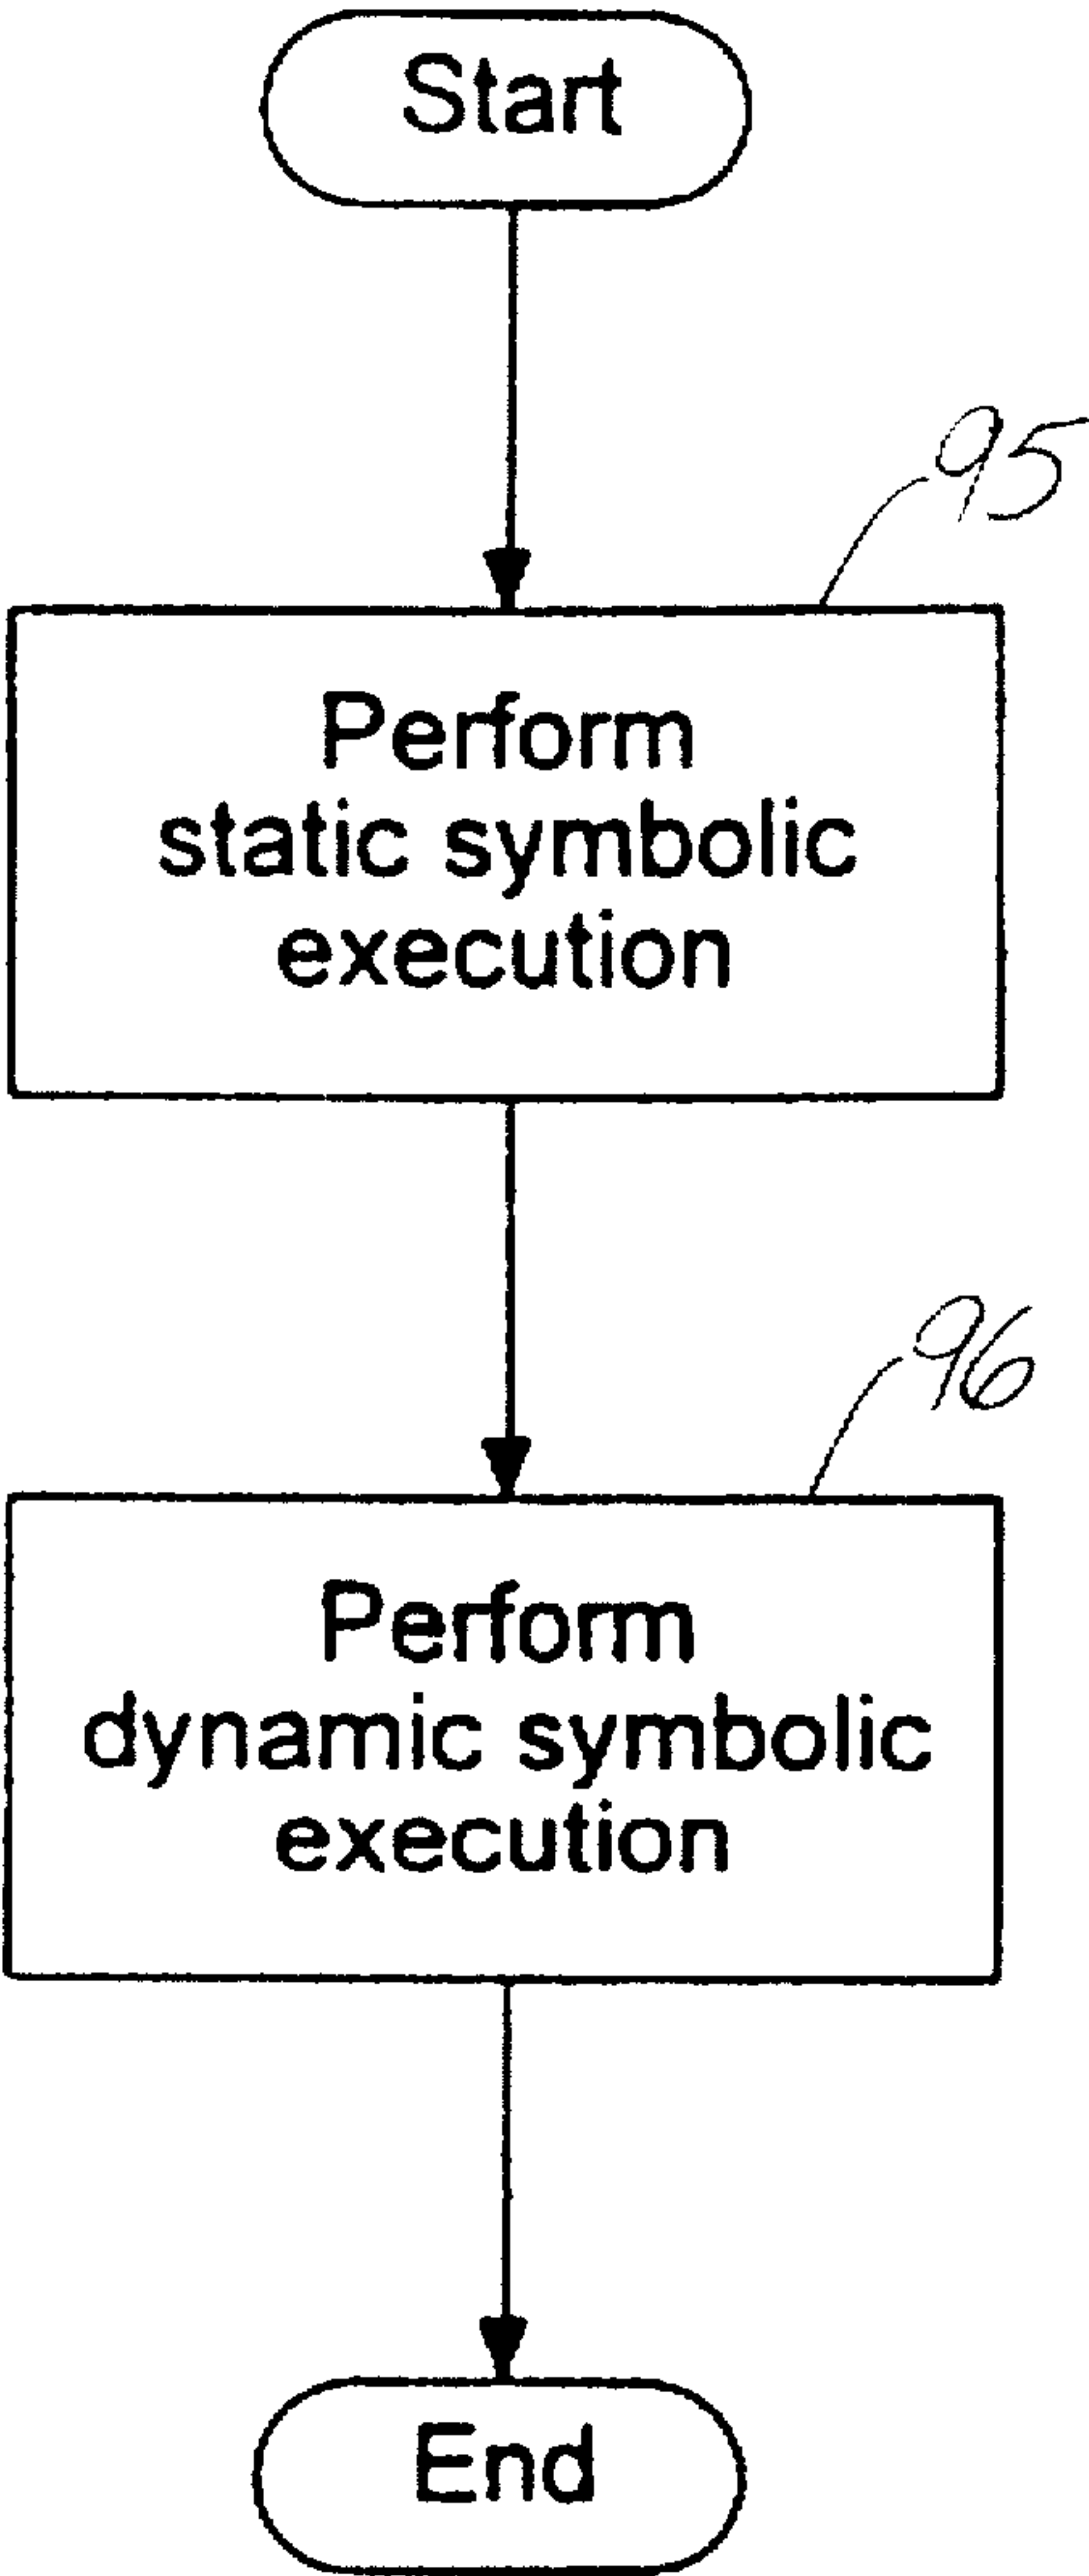 Start
95
Perform
static symbolic
execution
96
Perform
dynamic symbolic
execution
End